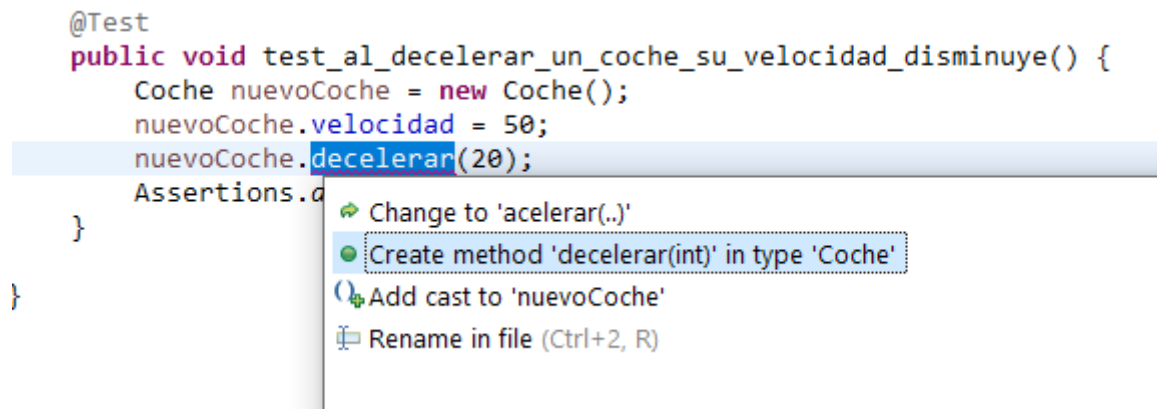 @Test
public void test_al_decelerar_un_coche_su_velocidad_disminuye() {
Coche nuevoCoche = new Coche();
nuevoCoche.velocidad = 50;
nuevoCoche.decelerar(20);
Assertions.a
}
}
Change to 'acelerar(..)'
Create method 'decelerar(int)' in type 'Coche'
Add cast to 'nuevoCoche'
Rename in file (Ctrl+2, R)